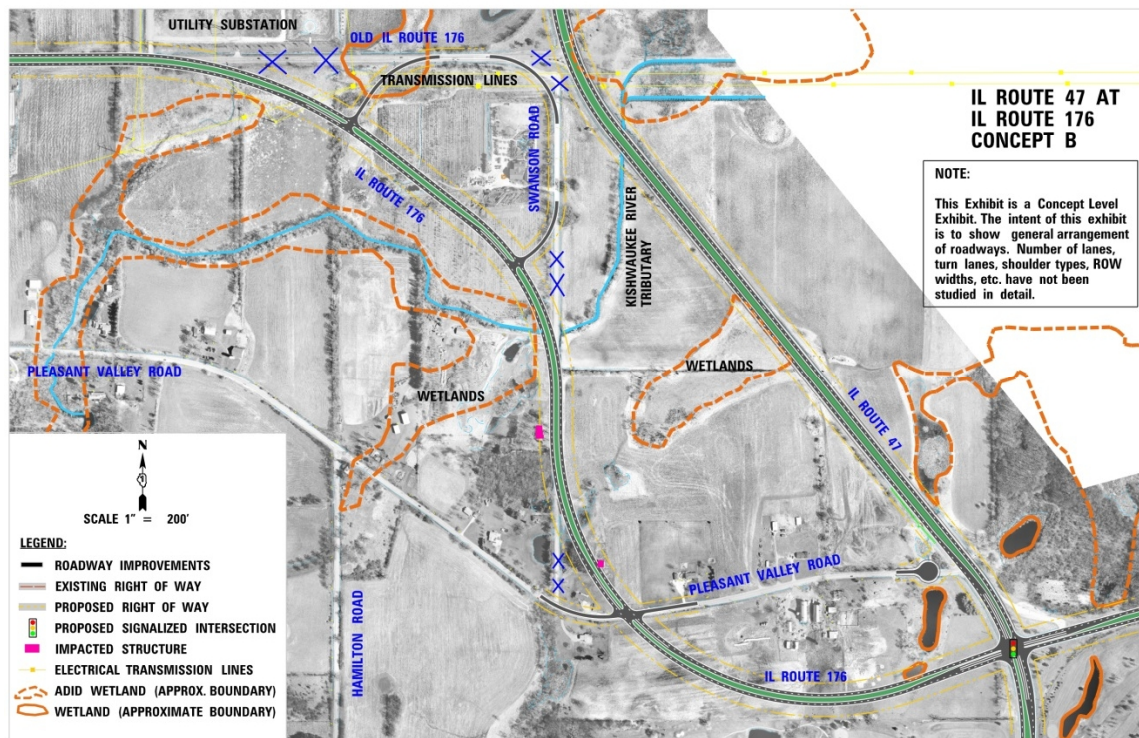 UTILITY SUBSTATION
OLD IL ROUTE 176
TRANSMISSION LINES
IL ROUTE 47 AT
IL ROUTE 176
CONCEPT B
NOTE:
This Exhibit is a Concept Level
Exhibit. The intent of this exhibit
is to show general arrangement
of roadways. Number of lanes,
turn lanes, shoulder types, ROW
widths, etc. have not been
studied in detail.
SWANSON ROAD
IL ROUTE 176
KISHWAUKEE RIVER
TRIBUTARY
PLEASANT VALLEY ROAD
WETLANDS
WETLANDS
IL ROUTE 47
N
SCALE 1" = 200'
LEGEND:
ROADWAY IMPROVEMENTS
EXISTING RIGHT OF WAY
PROPOSED RIGHT OF WAY
PROPOSED SIGNALIZED INTERSECTION
IMPACTED STRUCTURE
ELECTRICAL TRANSMISSION LINES
ADID WETLAND (APPROX. BOUNDARY)
WETLAND (APPROXIMATE BOUNDARY)
HAMILTON ROAD
PLEASANT VALLEY ROAD
IL ROUTE 176